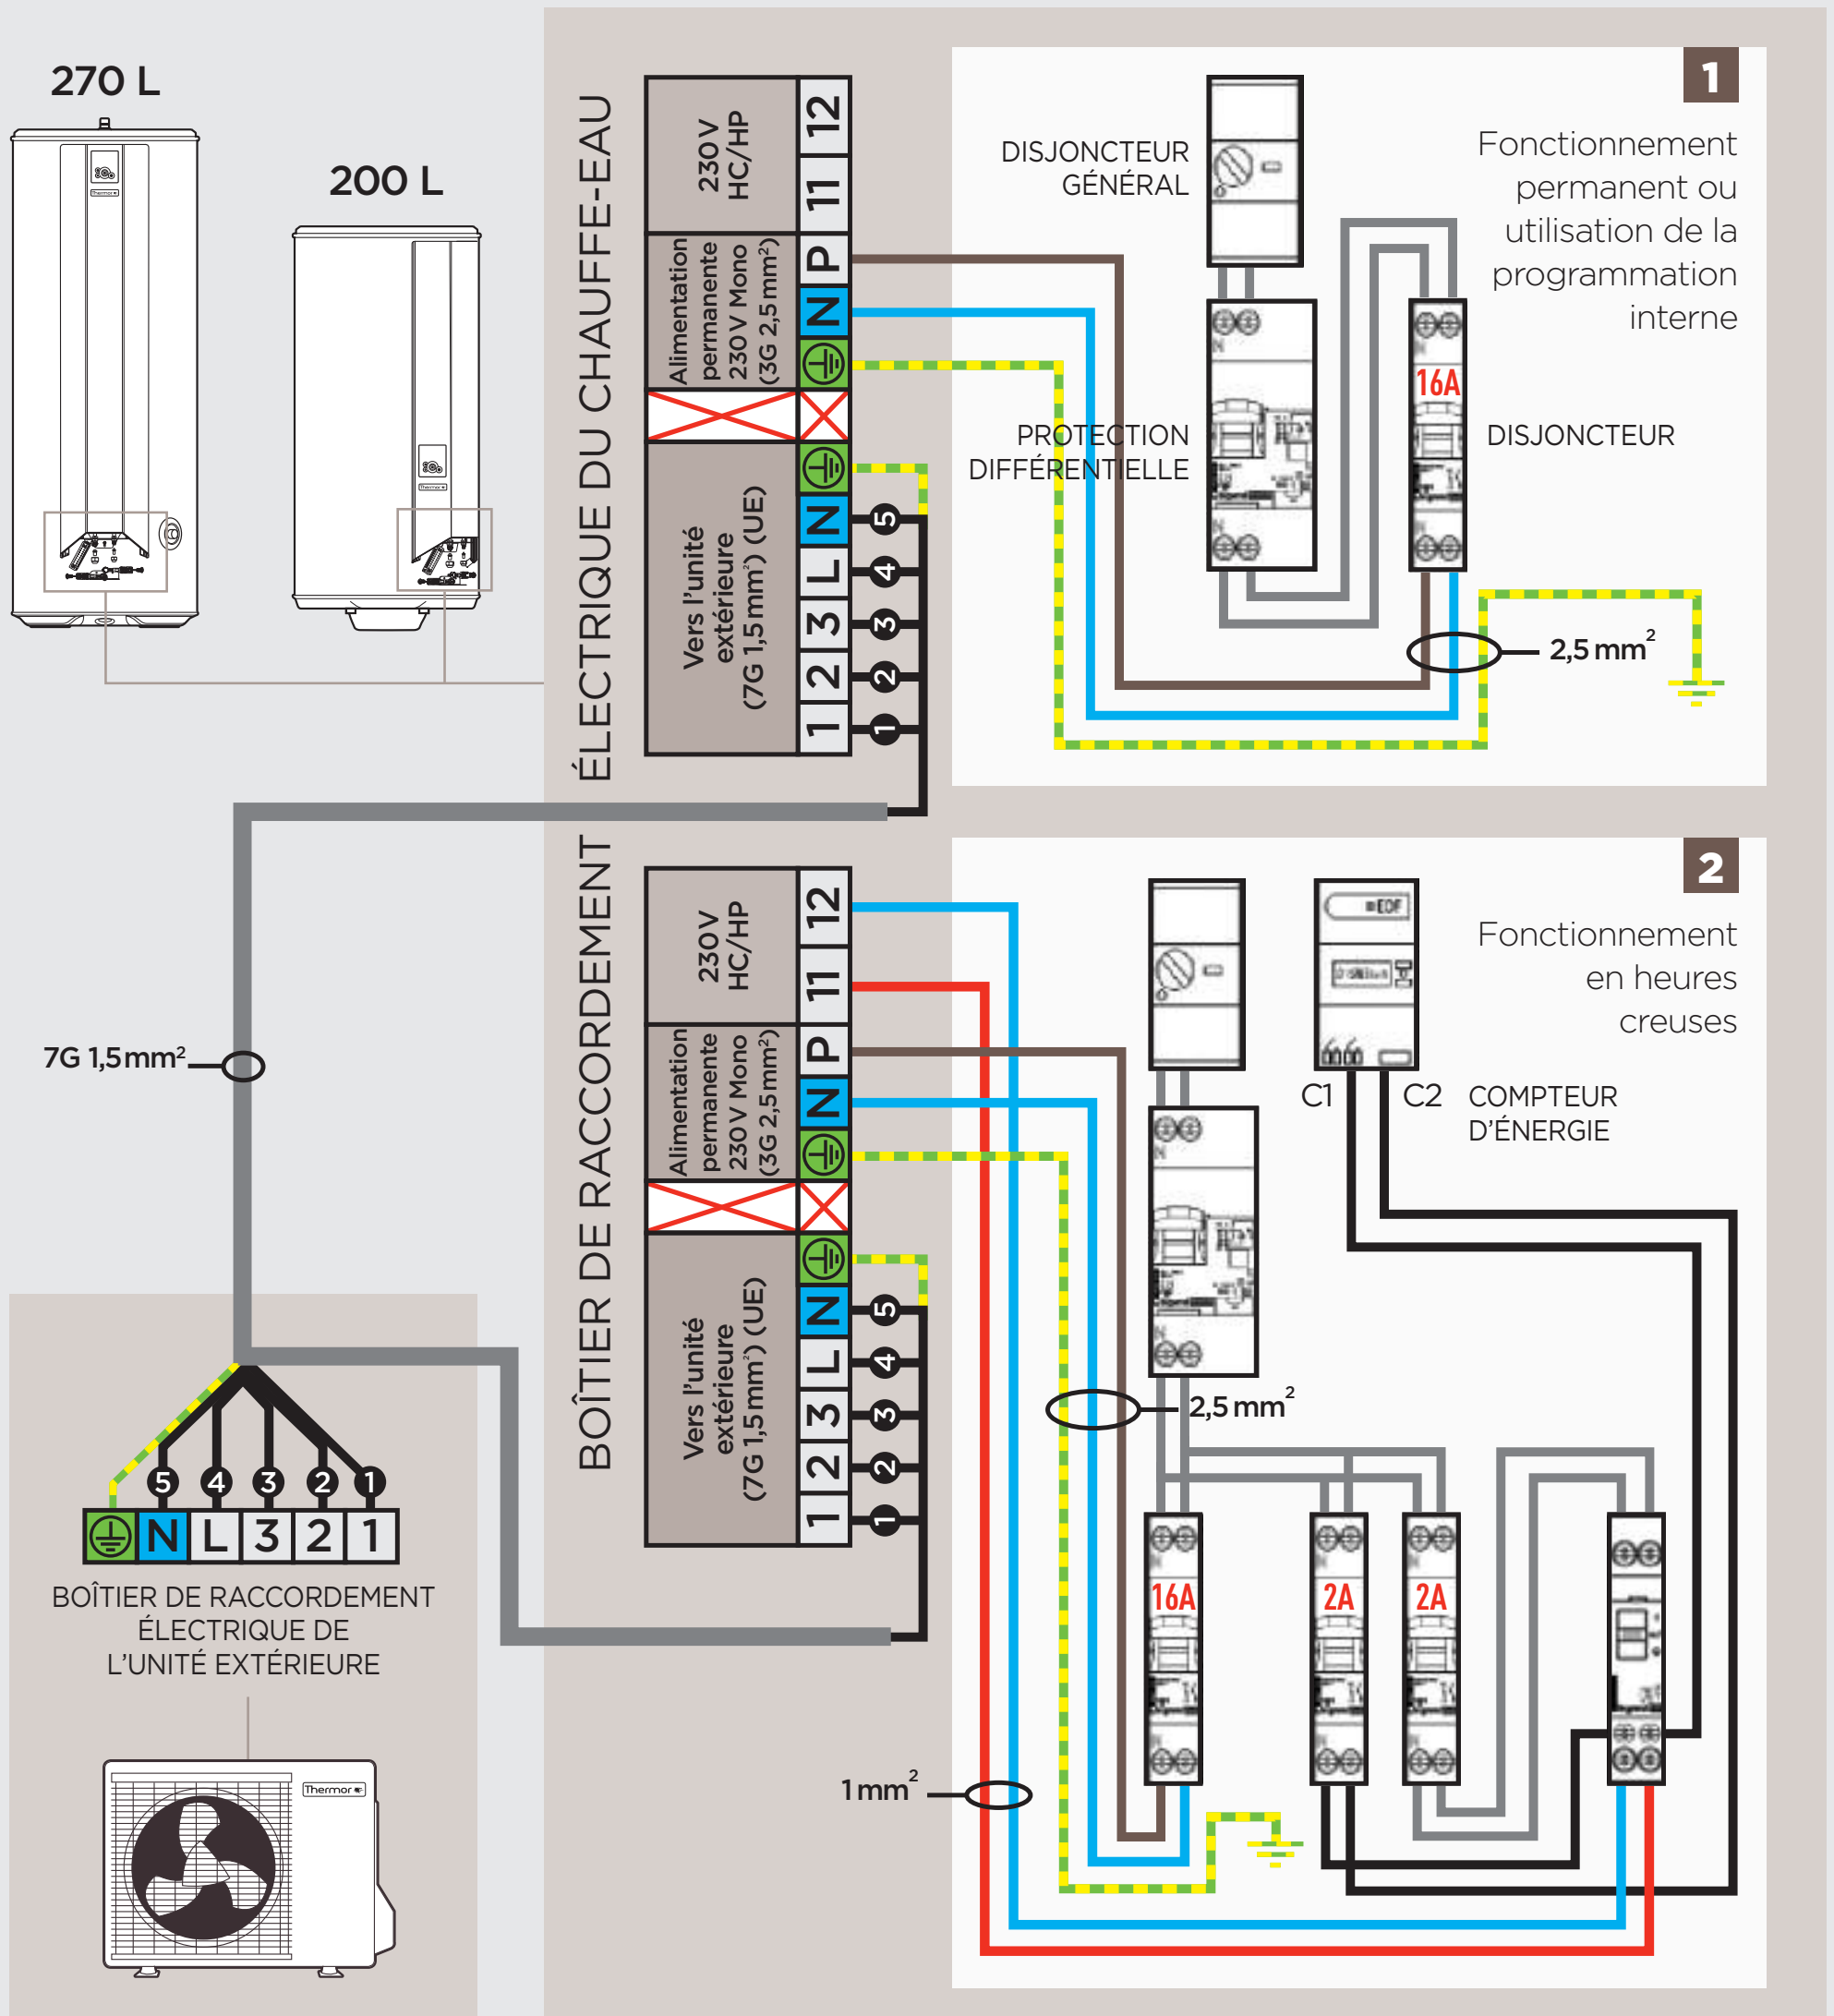 270 L
200 L
Thermor
Thermor
BOÎTIER DE RACCORDEMENT ÉLECTRIQUE DU CHAUFFE-EAU
230 V
HC/HP
12
11
Alimentation
permanente
230 V Mono
(3G 2,5 mm²)
P
N
Vers l'unité
extérieure
(7G 1,5 mm²) (UE)
N
L
3
2
1
5
4
3
2
1
1
Fonctionnement
permanent ou
utilisation de la
programmation
interne
DISJONCTEUR
GÉNÉRAL
N
N
16A
PROTECTION
DIFFÉRENTIELLE
DISJONCTEUR
N
N
2,5 mm²
7G 1,5 mm²
230 V
HC/HP
12
11
Alimentation
permanente
230 V Mono
(3G 2,5 mm²)
P
N
Vers l'unité
extérieure
(7G 1,5 mm²) (UE)
N
L
3
2
1
5
4
3
2
1
2
Fonctionnement
en heures
creuses
EDF
C1
C2
COMPTEUR
D'ÉNERGIE
N
N
2,5 mm²
N
N
N
16A
2A
2A
N
N
N
1 mm²
5
4
3
2
1
N
L
3
2
1
BOÎTIER DE RACCORDEMENT
ÉLECTRIQUE DE
L'UNITÉ EXTÉRIEURE
Thermor